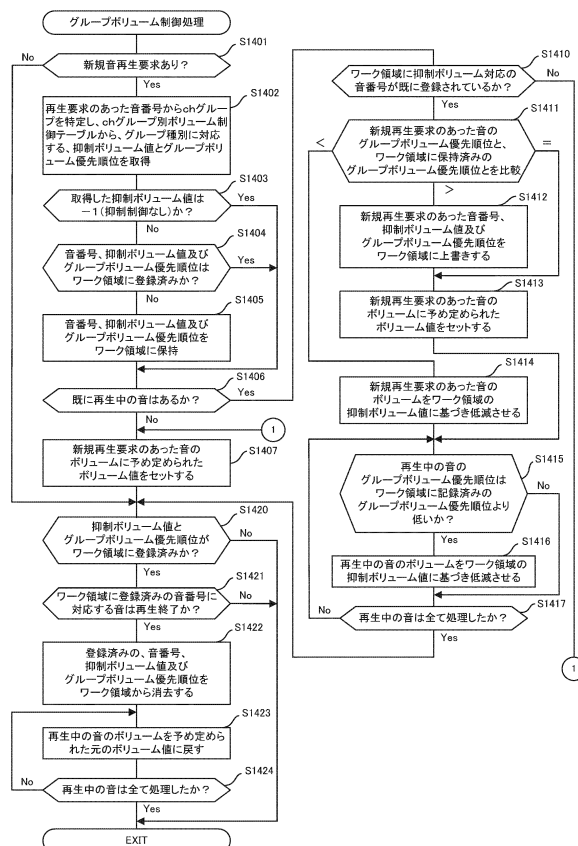 グループボリューム制御処理
S1401
新規音再生要求あり？
No
Yes
S1402
再生要求のあった音番号からchグルー
プを特定し、chグループ別ボリューム制
御テーブルから、グループ種別に対応
する、抑制ボリューム値とグループボリ
ューム優先順位を取得
S1403
取得した抑制ボリューム値は
－1（抑制制御なし）か？
Yes
No
S1404
音番号、抑制ボリューム値及び
グループボリューム優先順位は
ワーク領域に登録済みか？
Yes
No
S1405
音番号、抑制ボリューム値及び
グループボリューム優先順位を
ワーク領域に保持
S1406
既に再生中の音はあるか？
Yes
No
1
S1407
新規再生要求のあった音の
ボリュームに予め定められた
ボリューム値をセットする
S1420
抑制ボリューム値と
グループボリューム優先順位が
ワーク領域に登録済みか？
No
Yes
S1421
ワーク領域に登録済みの音番号に
対応する音は再生終了か？
No
Yes
S1422
登録済みの、音番号、
抑制ボリューム値及び
グループボリューム優先順位を
ワーク領域から消去する
S1423
再生中の音のボリュームを予め定めら
れた元のボリューム値に戻す
S1424
No
再生中の音は全て処理したか？
Yes
EXIT
S1410
ワーク領域に抑制ボリューム対応の
音番号が既に登録されているか？
No
Yes
S1411
新規再生要求のあった音の
グループボリューム優先順位と、
ワーク領域に保持済みの
グループボリューム優先順位とを比較
<
=
>
S1412
新規再生要求のあった音番号、
抑制ボリューム値及び
グループボリューム優先順位を
ワーク領域に上書きする
S1413
新規再生要求のあった音の
ボリュームに予め定められた
ボリューム値をセットする
S1414
新規再生要求のあった音の
ボリュームをワーク領域の
抑制ボリューム値に基づき低減させる
S1415
再生中の音の
グループボリューム優先順位は
ワーク領域に記録済みの
グループボリューム優先順位より
低いか？
No
Yes
S1416
再生中の音のボリュームをワーク領域の
抑制ボリューム値に基づき低減させる
S1417
No
再生中の音は全て処理したか？
Yes
1